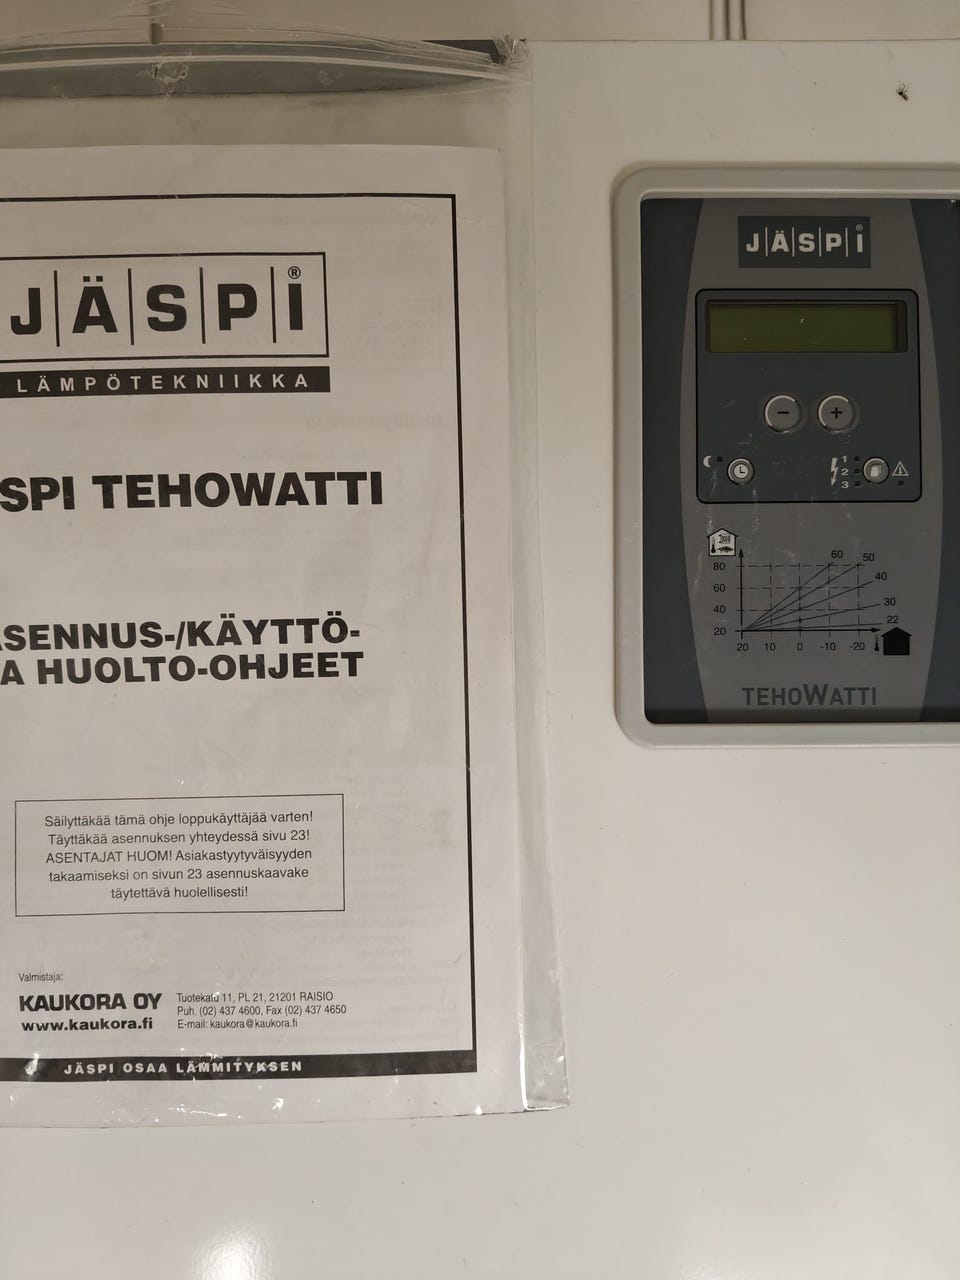 JÄSPI®
LÄMPÖTEKNIIKKA
SPI TEHOWATTI
SENNUS-/KÄYTTÖ-
A HUOLTO-OHJEET
Säilyttäkää tämä ohje loppukäyttäjää varten!
Täyttäkää asennuksen yhteydessä sivu 23!
ASENTAJAT HUOM! Asiakastyytyväisyyden
takaamiseksi on sivun 23 asennuskaavake
täytettävä huolellisesti!
Valmistaja:
KAUKORA OY
www.kaukora.fi
Tuotekatu 11, PL 21, 21201 RAISIO
Puh. (02) 437 4600, Fax (02) 437 4650
E-mail: kaukora@kaukora.fi
JÄSPI OSAA LÄMMITYKSEN
JÄSPI®
− +
1
2
3
60 50
80
40
60
30
40
22
20
20 10 0 -10 -20
TEHOWATTI